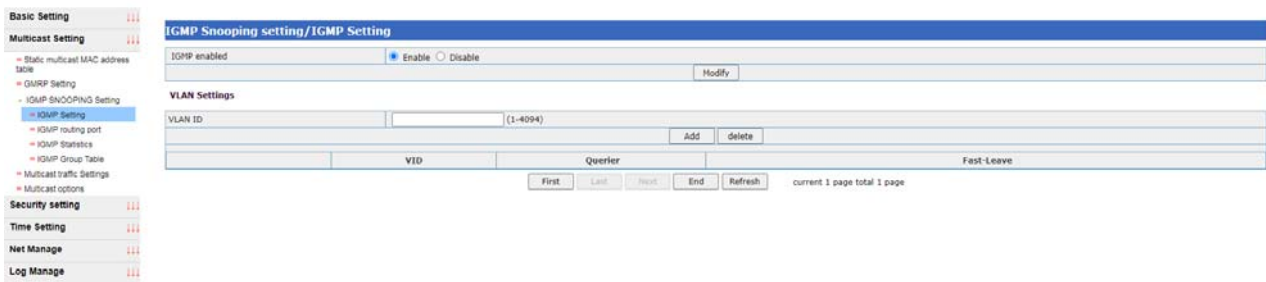 Basic Setting
Multicast Setting
Static multicast MAC address
table
GMRP Setting
IGMP SNOOPING Setting
IGMP Setting
IGMP routing port
IGMP Statistics
IGMP Group Table
Multicast traffic Settings
Multicast options
Security setting
Time Setting
Net Manage
Log Manage
IGMP Snooping setting/IGMP Setting
IGMP enabled Enable Disable
Modify
VLAN Settings
VLAN ID (1-4094)
Add delete
VID Querier Fast-Leave
First Last Next End Refresh current 1 page total 1 page